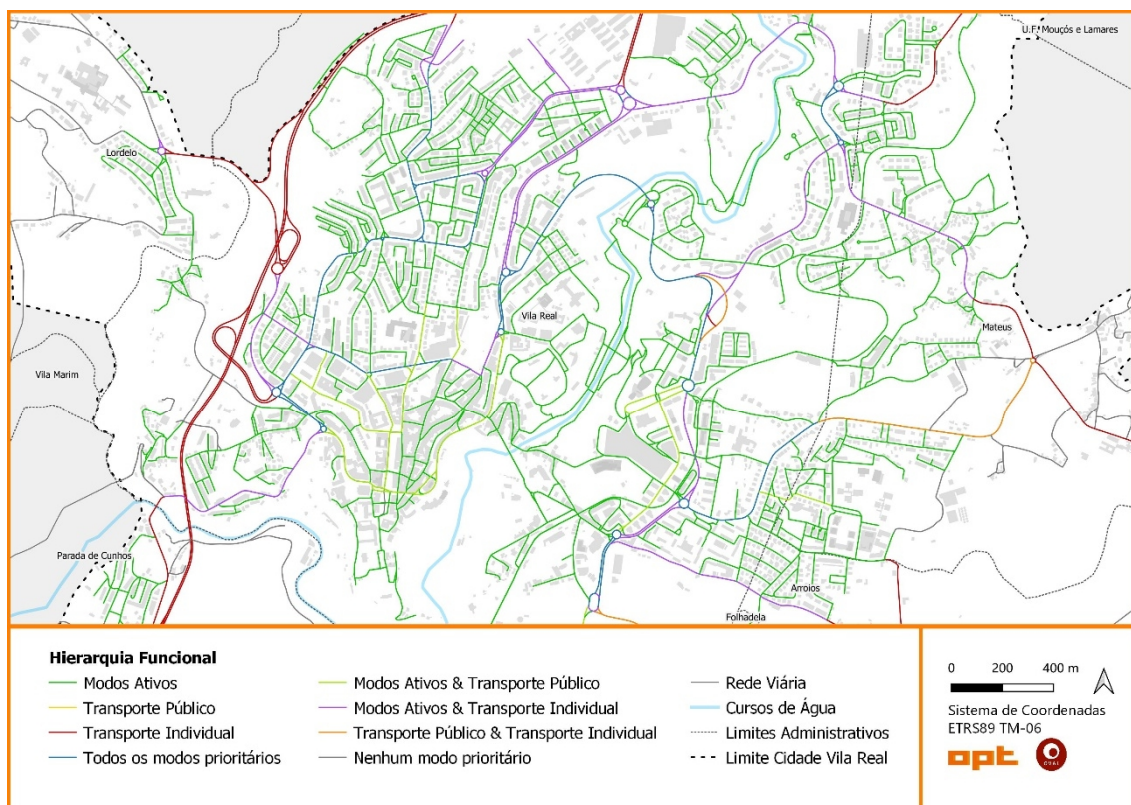 U.F. Mouçós e Lamares
Lordelo
Vila Real
Mateus
Vila Marim
Parada de Cunhos
Arroios
Folhadela
Hierarquia Funcional
Modos Ativos
Transporte Público
Transporte Individual
Todos os modos prioritários
Modos Ativos & Transporte Público
Modos Ativos & Transporte Individual
Transporte Público & Transporte Individual
Nenhum modo prioritário
Rede Viária
Cursos de Água
Limites Administrativos
Limite Cidade Vila Real
0 200 400 m
Sistema de Coordenadas
ETRS89 TM-06
opt